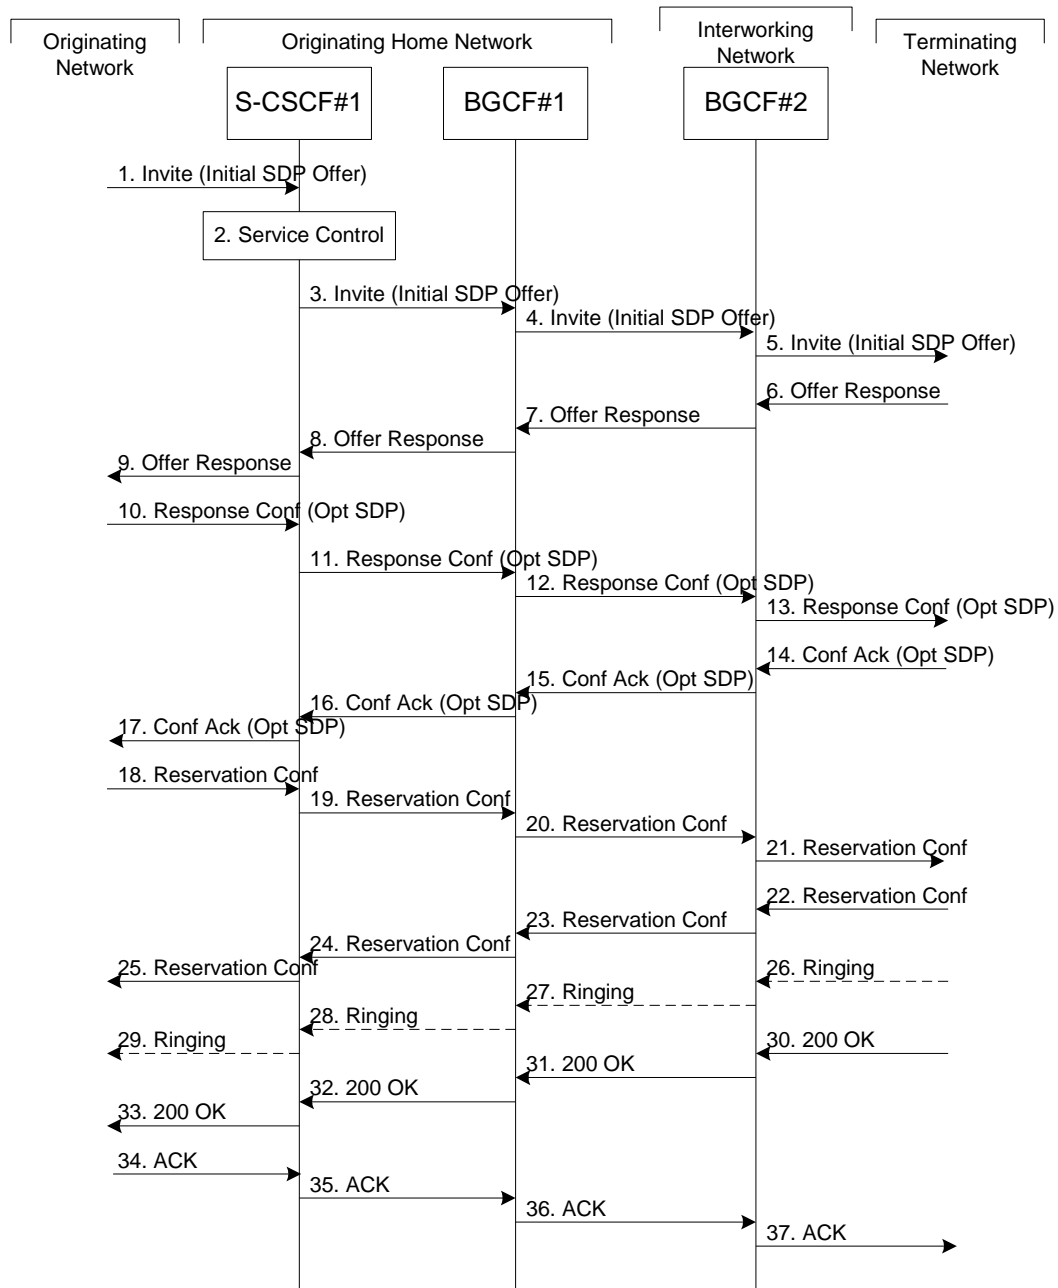 Originating
Network
Originating Home Network
Interworking
Network
Terminating
Network
S-CSCF#1
BGCF#1
BGCF#2
1. Invite (Initial SDP Offer)
2. Service Control
3. Invite (Initial SDP Offer)
4. Invite (Initial SDP Offer)
5. Invite (Initial SDP Offer)
6. Offer Response
7. Offer Response
8. Offer Response
9. Offer Response
10. Response Conf (Opt SDP)
11. Response Conf (Opt SDP)
12. Response Conf (Opt SDP)
13. Response Conf (Opt SDP)
14. Conf Ack (Opt SDP)
15. Conf Ack (Opt SDP)
16. Conf Ack (Opt SDP)
17. Conf Ack (Opt SDP)
18. Reservation Conf
19. Reservation Conf
20. Reservation Conf
21. Reservation Conf
22. Reservation Conf
23. Reservation Conf
24. Reservation Conf
25. Reservation Conf
26. Ringing
27. Ringing
28. Ringing
29. Ringing
30. 200 OK
31. 200 OK
32. 200 OK
33. 200 OK
34. ACK
35. ACK
36. ACK
37. ACK